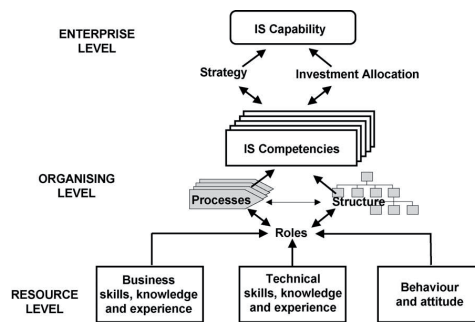 ENTERPRISE
LEVEL
IS Capability
Strategy
Investment Allocation
IS Competencies
ORGANISING
LEVEL
Processes
Structure
Roles
RESOURCE
LEVEL
Business
skills, knowledge
and experience
Technical
skills, knowledge
and experience
Behaviour
and attitude